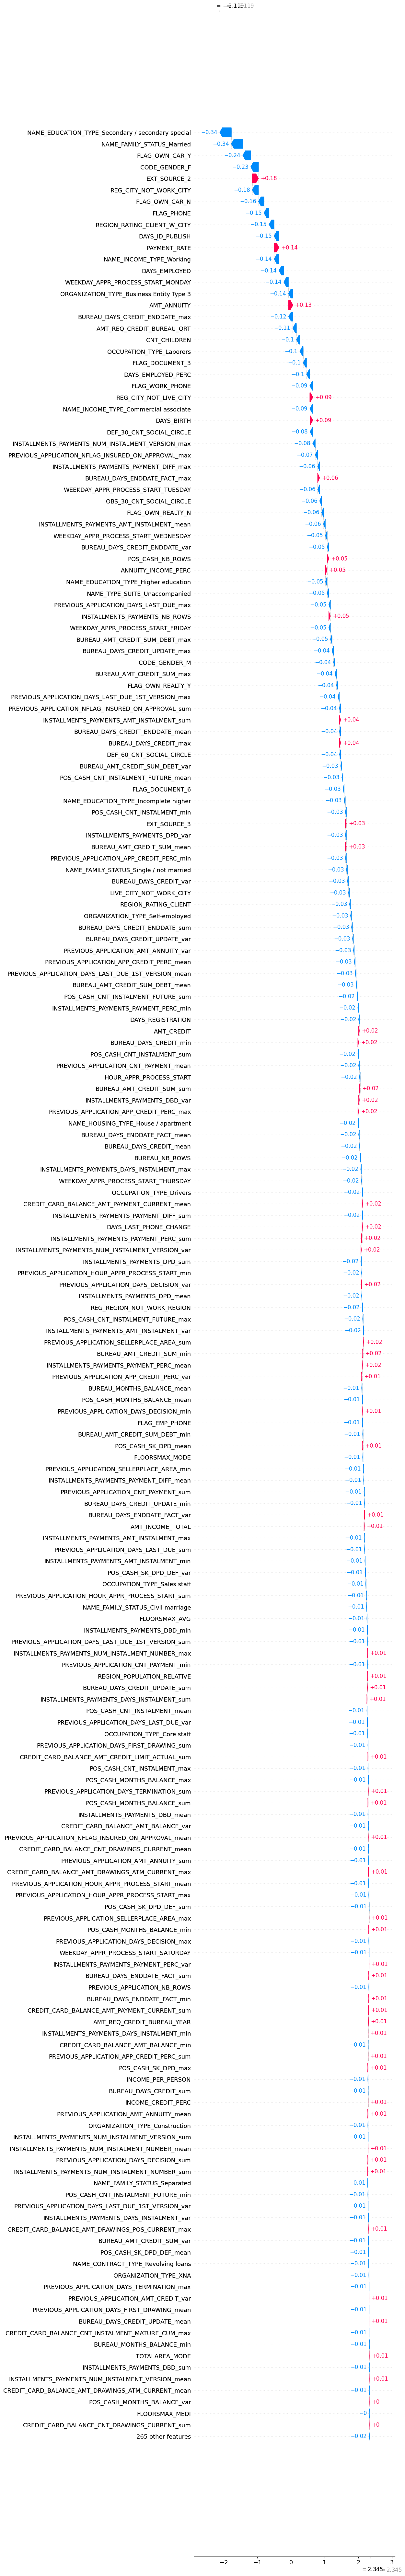 = −2.119
NAME_EDUCATION_TYPE_Secondary / secondary special −0.34
NAME_FAMILY_STATUS_Married −0.34
FLAG_OWN_CAR_Y −0.24
CODE_GENDER_F −0.23
EXT_SOURCE_2 +0.18
REG_CITY_NOT_WORK_CITY −0.18
FLAG_OWN_CAR_N −0.16
FLAG_PHONE −0.15
REGION_RATING_CLIENT_W_CITY −0.15
DAYS_ID_PUBLISH −0.15
PAYMENT_RATE +0.14
NAME_INCOME_TYPE_Working −0.14
DAYS_EMPLOYED −0.14
WEEKDAY_APPR_PROCESS_START_MONDAY −0.14
ORGANIZATION_TYPE_Business Entity Type 3 −0.14
AMT_ANNUITY +0.13
BUREAU_DAYS_CREDIT_ENDDATE_max −0.12
AMT_REQ_CREDIT_BUREAU_QRT −0.11
CNT_CHILDREN −0.1
OCCUPATION_TYPE_Laborers −0.1
FLAG_DOCUMENT_3 −0.1
DAYS_EMPLOYED_PERC −0.1
FLAG_WORK_PHONE −0.09
REG_CITY_NOT_LIVE_CITY +0.09
NAME_INCOME_TYPE_Commercial associate −0.09
DAYS_BIRTH +0.09
DEF_30_CNT_SOCIAL_CIRCLE −0.08
INSTALLMENTS_PAYMENTS_NUM_INSTALMENT_VERSION_max −0.08
PREVIOUS_APPLICATION_NFLAG_INSURED_ON_APPROVAL_max −0.07
INSTALLMENTS_PAYMENTS_PAYMENT_DIFF_max −0.06
BUREAU_DAYS_ENDDATE_FACT_max +0.06
WEEKDAY_APPR_PROCESS_START_TUESDAY −0.06
OBS_30_CNT_SOCIAL_CIRCLE −0.06
FLAG_OWN_REALTY_N −0.06
INSTALLMENTS_PAYMENTS_AMT_INSTALMENT_mean −0.06
WEEKDAY_APPR_PROCESS_START_WEDNESDAY −0.05
BUREAU_DAYS_CREDIT_ENDDATE_var −0.05
POS_CASH_NB_ROWS +0.05
ANNUITY_INCOME_PERC +0.05
NAME_EDUCATION_TYPE_Higher education −0.05
NAME_TYPE_SUITE_Unaccompanied −0.05
PREVIOUS_APPLICATION_DAYS_LAST_DUE_max −0.05
INSTALLMENTS_PAYMENTS_NB_ROWS +0.05
WEEKDAY_APPR_PROCESS_START_FRIDAY −0.05
BUREAU_AMT_CREDIT_SUM_DEBT_max −0.05
BUREAU_DAYS_CREDIT_UPDATE_max −0.04
CODE_GENDER_M −0.04
BUREAU_AMT_CREDIT_SUM_max −0.04
FLAG_OWN_REALTY_Y −0.04
PREVIOUS_APPLICATION_DAYS_LAST_DUE_1ST_VERSION_max −0.04
PREVIOUS_APPLICATION_NFLAG_INSURED_ON_APPROVAL_sum −0.04
INSTALLMENTS_PAYMENTS_AMT_INSTALMENT_sum +0.04
BUREAU_DAYS_CREDIT_ENDDATE_mean −0.04
BUREAU_DAYS_CREDIT_max +0.04
DEF_60_CNT_SOCIAL_CIRCLE −0.04
BUREAU_AMT_CREDIT_SUM_DEBT_var −0.03
POS_CASH_CNT_INSTALMENT_FUTURE_mean −0.03
FLAG_DOCUMENT_6 −0.03
NAME_EDUCATION_TYPE_Incomplete higher −0.03
POS_CASH_CNT_INSTALMENT_min −0.03
EXT_SOURCE_3 +0.03
INSTALLMENTS_PAYMENTS_DPD_var −0.03
BUREAU_AMT_CREDIT_SUM_mean +0.03
PREVIOUS_APPLICATION_APP_CREDIT_PERC_min −0.03
NAME_FAMILY_STATUS_Single / not married −0.03
BUREAU_DAYS_CREDIT_var −0.03
LIVE_CITY_NOT_WORK_CITY −0.03
REGION_RATING_CLIENT −0.03
ORGANIZATION_TYPE_Self-employed −0.03
BUREAU_DAYS_CREDIT_ENDDATE_sum −0.03
BUREAU_DAYS_CREDIT_UPDATE_var −0.03
PREVIOUS_APPLICATION_AMT_ANNUITY_var −0.03
PREVIOUS_APPLICATION_APP_CREDIT_PERC_mean −0.03
PREVIOUS_APPLICATION_DAYS_LAST_DUE_1ST_VERSION_mean −0.03
BUREAU_AMT_CREDIT_SUM_DEBT_mean −0.03
POS_CASH_CNT_INSTALMENT_FUTURE_sum −0.02
INSTALLMENTS_PAYMENTS_PAYMENT_PERC_min −0.02
DAYS_REGISTRATION −0.02
AMT_CREDIT +0.02
BUREAU_DAYS_CREDIT_min +0.02
POS_CASH_CNT_INSTALMENT_sum −0.02
PREVIOUS_APPLICATION_CNT_PAYMENT_mean −0.02
HOUR_APPR_PROCESS_START −0.02
BUREAU_AMT_CREDIT_SUM_sum +0.02
INSTALLMENTS_PAYMENTS_DBD_var +0.02
PREVIOUS_APPLICATION_APP_CREDIT_PERC_max +0.02
NAME_HOUSING_TYPE_House / apartment −0.02
BUREAU_DAYS_ENDDATE_FACT_mean −0.02
BUREAU_DAYS_CREDIT_mean −0.02
BUREAU_NB_ROWS −0.02
INSTALLMENTS_PAYMENTS_DAYS_INSTALMENT_max −0.02
WEEKDAY_APPR_PROCESS_START_THURSDAY −0.02
OCCUPATION_TYPE_Drivers −0.02
CREDIT_CARD_BALANCE_AMT_PAYMENT_CURRENT_mean +0.02
INSTALLMENTS_PAYMENTS_PAYMENT_DIFF_sum −0.02
DAYS_LAST_PHONE_CHANGE +0.02
INSTALLMENTS_PAYMENTS_PAYMENT_PERC_sum +0.02
INSTALLMENTS_PAYMENTS_NUM_INSTALMENT_VERSION_var +0.02
INSTALLMENTS_PAYMENTS_DPD_sum −0.02
PREVIOUS_APPLICATION_HOUR_APPR_PROCESS_START_min −0.02
PREVIOUS_APPLICATION_DAYS_DECISION_var +0.02
INSTALLMENTS_PAYMENTS_DPD_mean −0.02
REG_REGION_NOT_WORK_REGION −0.02
POS_CASH_CNT_INSTALMENT_FUTURE_max −0.02
INSTALLMENTS_PAYMENTS_AMT_INSTALMENT_var −0.02
PREVIOUS_APPLICATION_SELLERPLACE_AREA_sum +0.02
BUREAU_AMT_CREDIT_SUM_min +0.02
INSTALLMENTS_PAYMENTS_PAYMENT_PERC_mean +0.02
PREVIOUS_APPLICATION_APP_CREDIT_PERC_var +0.01
BUREAU_MONTHS_BALANCE_mean −0.01
POS_CASH_MONTHS_BALANCE_mean −0.01
PREVIOUS_APPLICATION_DAYS_DECISION_min +0.01
FLAG_EMP_PHONE −0.01
BUREAU_AMT_CREDIT_SUM_DEBT_min −0.01
POS_CASH_SK_DPD_mean +0.01
FLOORSMAX_MODE −0.01
PREVIOUS_APPLICATION_SELLERPLACE_AREA_min −0.01
INSTALLMENTS_PAYMENTS_PAYMENT_DIFF_mean −0.01
PREVIOUS_APPLICATION_CNT_PAYMENT_sum −0.01
BUREAU_DAYS_CREDIT_UPDATE_min −0.01
BUREAU_DAYS_ENDDATE_FACT_var +0.01
AMT_INCOME_TOTAL +0.01
INSTALLMENTS_PAYMENTS_AMT_INSTALMENT_max −0.01
PREVIOUS_APPLICATION_DAYS_LAST_DUE_sum −0.01
INSTALLMENTS_PAYMENTS_AMT_INSTALMENT_min −0.01
POS_CASH_SK_DPD_DEF_var −0.01
OCCUPATION_TYPE_Sales staff −0.01
PREVIOUS_APPLICATION_HOUR_APPR_PROCESS_START_sum −0.01
NAME_FAMILY_STATUS_Civil marriage −0.01
FLOORSMAX_AVG −0.01
INSTALLMENTS_PAYMENTS_DBD_min −0.01
PREVIOUS_APPLICATION_DAYS_LAST_DUE_1ST_VERSION_sum −0.01
INSTALLMENTS_PAYMENTS_NUM_INSTALMENT_NUMBER_max +0.01
PREVIOUS_APPLICATION_CNT_PAYMENT_min −0.01
REGION_POPULATION_RELATIVE +0.01
BUREAU_DAYS_CREDIT_UPDATE_sum +0.01
INSTALLMENTS_PAYMENTS_DAYS_INSTALMENT_sum +0.01
POS_CASH_CNT_INSTALMENT_mean −0.01
PREVIOUS_APPLICATION_DAYS_LAST_DUE_var −0.01
OCCUPATION_TYPE_Core staff −0.01
PREVIOUS_APPLICATION_DAYS_FIRST_DRAWING_sum −0.01
CREDIT_CARD_BALANCE_AMT_CREDIT_LIMIT_ACTUAL_sum +0.01
POS_CASH_CNT_INSTALMENT_max −0.01
POS_CASH_MONTHS_BALANCE_max −0.01
PREVIOUS_APPLICATION_DAYS_TERMINATION_sum +0.01
POS_CASH_MONTHS_BALANCE_sum +0.01
INSTALLMENTS_PAYMENTS_DBD_mean −0.01
CREDIT_CARD_BALANCE_AMT_BALANCE_var −0.01
PREVIOUS_APPLICATION_NFLAG_INSURED_ON_APPROVAL_mean +0.01
CREDIT_CARD_BALANCE_CNT_DRAWINGS_CURRENT_mean −0.01
PREVIOUS_APPLICATION_AMT_ANNUITY_sum −0.01
CREDIT_CARD_BALANCE_AMT_DRAWINGS_ATM_CURRENT_max +0.01
PREVIOUS_APPLICATION_HOUR_APPR_PROCESS_START_mean −0.01
PREVIOUS_APPLICATION_HOUR_APPR_PROCESS_START_max −0.01
POS_CASH_SK_DPD_DEF_sum −0.01
PREVIOUS_APPLICATION_SELLERPLACE_AREA_max +0.01
POS_CASH_MONTHS_BALANCE_min +0.01
PREVIOUS_APPLICATION_DAYS_DECISION_max −0.01
WEEKDAY_APPR_PROCESS_START_SATURDAY −0.01
INSTALLMENTS_PAYMENTS_PAYMENT_PERC_var +0.01
BUREAU_DAYS_ENDDATE_FACT_sum +0.01
PREVIOUS_APPLICATION_NB_ROWS −0.01
BUREAU_DAYS_ENDDATE_FACT_min +0.01
CREDIT_CARD_BALANCE_AMT_PAYMENT_CURRENT_sum +0.01
AMT_REQ_CREDIT_BUREAU_YEAR +0.01
INSTALLMENTS_PAYMENTS_DAYS_INSTALMENT_min +0.01
CREDIT_CARD_BALANCE_AMT_BALANCE_min −0.01
PREVIOUS_APPLICATION_APP_CREDIT_PERC_sum +0.01
POS_CASH_SK_DPD_max +0.01
INCOME_PER_PERSON −0.01
BUREAU_DAYS_CREDIT_sum −0.01
INCOME_CREDIT_PERC +0.01
PREVIOUS_APPLICATION_AMT_ANNUITY_mean +0.01
ORGANIZATION_TYPE_Construction −0.01
INSTALLMENTS_PAYMENTS_NUM_INSTALMENT_VERSION_sum −0.01
INSTALLMENTS_PAYMENTS_NUM_INSTALMENT_NUMBER_mean +0.01
PREVIOUS_APPLICATION_DAYS_DECISION_sum +0.01
INSTALLMENTS_PAYMENTS_NUM_INSTALMENT_NUMBER_sum +0.01
NAME_FAMILY_STATUS_Separated −0.01
POS_CASH_CNT_INSTALMENT_FUTURE_min −0.01
PREVIOUS_APPLICATION_DAYS_LAST_DUE_1ST_VERSION_var −0.01
INSTALLMENTS_PAYMENTS_DAYS_INSTALMENT_var −0.01
CREDIT_CARD_BALANCE_AMT_DRAWINGS_POS_CURRENT_max +0.01
BUREAU_AMT_CREDIT_SUM_var −0.01
POS_CASH_SK_DPD_DEF_mean −0.01
NAME_CONTRACT_TYPE_Revolving loans −0.01
ORGANIZATION_TYPE_XNA −0.01
PREVIOUS_APPLICATION_DAYS_TERMINATION_max −0.01
PREVIOUS_APPLICATION_AMT_CREDIT_var +0.01
PREVIOUS_APPLICATION_DAYS_FIRST_DRAWING_mean −0.01
BUREAU_DAYS_CREDIT_UPDATE_mean +0.01
CREDIT_CARD_BALANCE_CNT_INSTALMENT_MATURE_CUM_max −0.01
BUREAU_MONTHS_BALANCE_min −0.01
TOTALAREA_MODE +0.01
INSTALLMENTS_PAYMENTS_DBD_sum −0.01
INSTALLMENTS_PAYMENTS_NUM_INSTALMENT_VERSION_mean +0.01
CREDIT_CARD_BALANCE_AMT_DRAWINGS_ATM_CURRENT_mean −0.01
POS_CASH_MONTHS_BALANCE_var +0
FLOORSMAX_MEDI −0
CREDIT_CARD_BALANCE_CNT_DRAWINGS_CURRENT_sum +0
265 other features −0.02
−2 −1 0 1 2 3
= 2.345